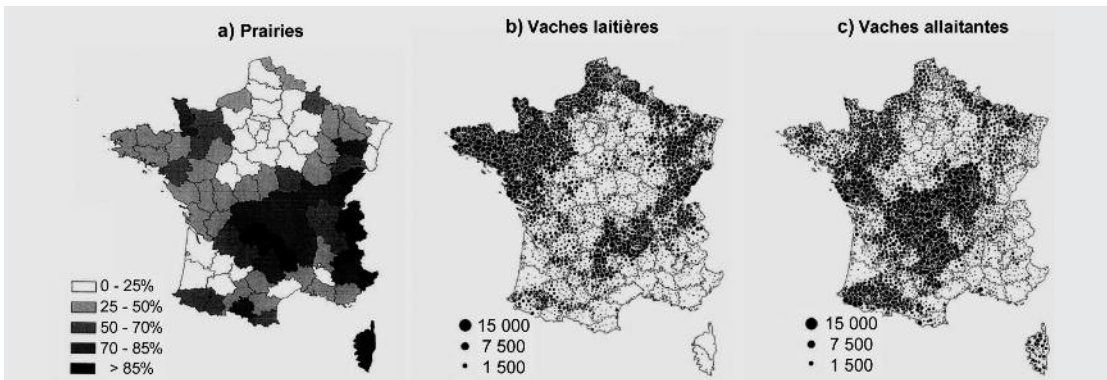 a) Prairies
0 - 25%
25 - 50%
50 - 70%
70 - 85%
> 85%
b) Vaches laitières
15 000
7 500
1 500
c) Vaches allaitantes
15 000
7 500
1 500